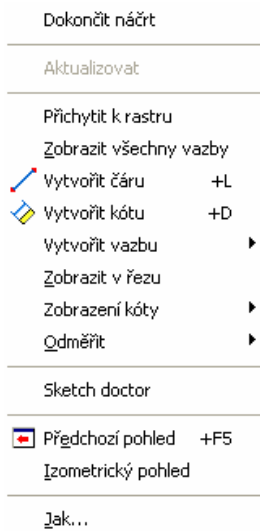 Dokončit náčrt
Aktualizovat
Přichytit k rastru
Zobrazit všechny vazby
Vytvořit čáru +L
Vytvořit kótu +D
Vytvořit vazbu
Zobrazit v řezu
Zobrazení kóty
Odměřit
Sketch doctor
Předchozí pohled +F5
Izometrický pohled
Jak...